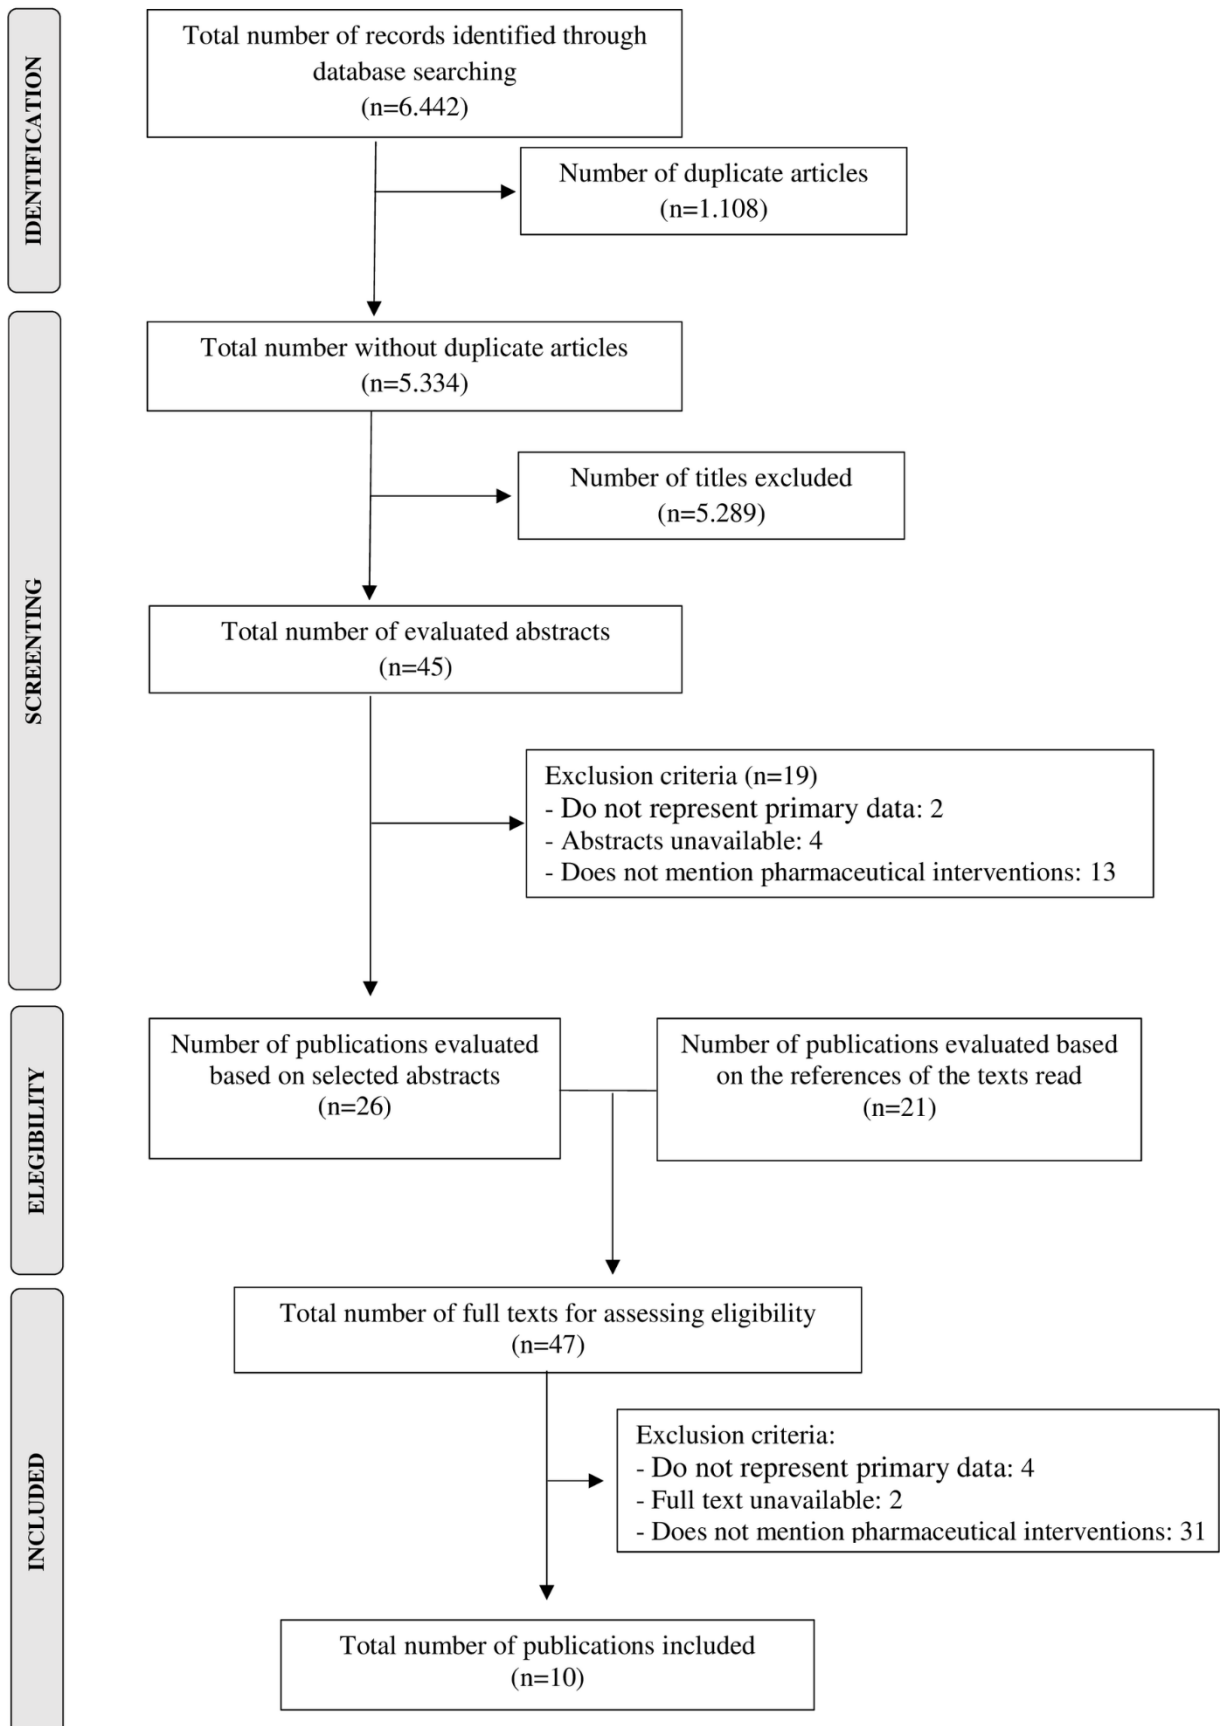 IDENTIFICATION
Total number of records identified through
database searching
(n=6.442)
Number of duplicate articles
(n=1.108)
SCREENING
Total number without duplicate articles
(n=5.334)
Number of titles excluded
(n=5.289)
Total number of evaluated abstracts
(n=45)
Exclusion criteria (n=19)
- Do not represent primary data: 2
- Abstracts unavailable: 4
- Does not mention pharmaceutical interventions: 13
ELEGIBILITY
Number of publications evaluated
based on selected abstracts
(n=26)
Number of publications evaluated based
on the references of the texts read
(n=21)
INCLUDED
Total number of full texts for assessing eligibility
(n=47)
Exclusion criteria:
- Do not represent primary data: 4
- Full text unavailable: 2
- Does not mention pharmaceutical interventions: 31
Total number of publications included
(n=10)